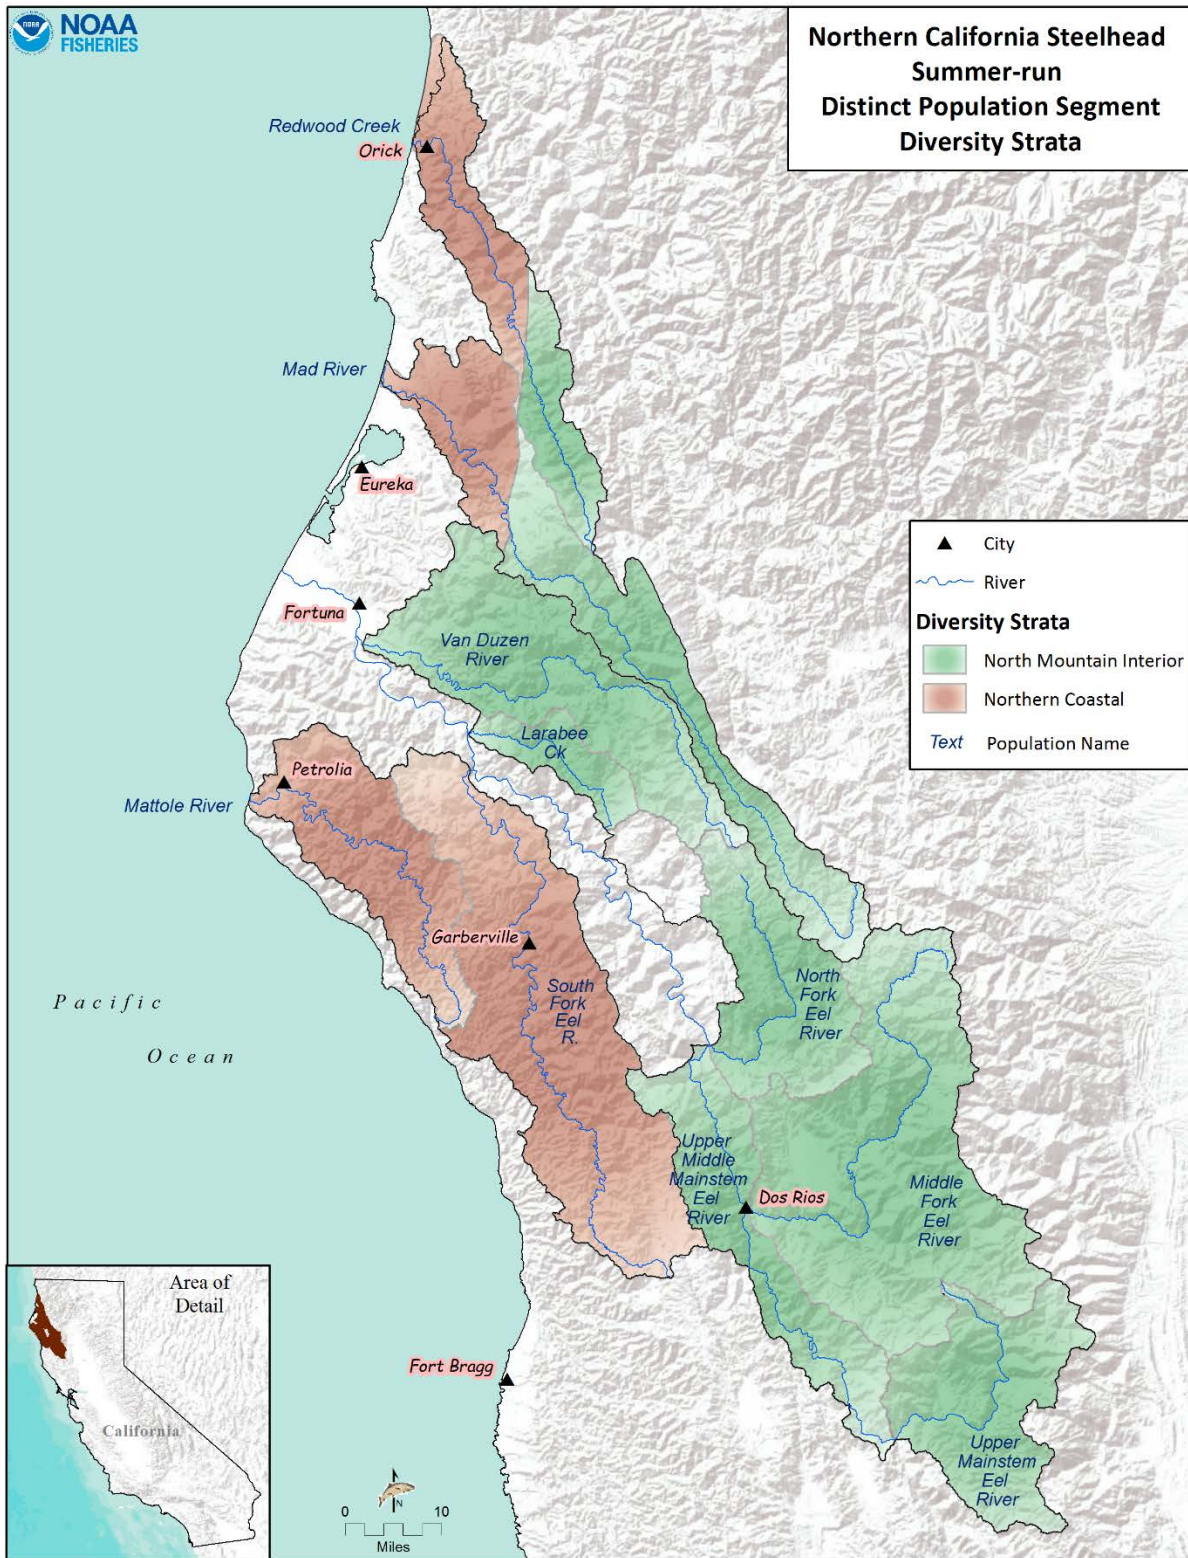 NOAA
NOAA
FISHERIES
Northern California Steelhead
Summer-run
Distinct Population Segment
Diversity Strata
Redwood Creek
Orick
Mad River
Eureka
Fortuna
Van Duzen
River
Larabee
Ck
Petrolia
Mattole River
Garberville
South
Fork
Eel
R.
North
Fork
Eel
River
Pacific
Ocean
Upper
Middle
Mainstem
Eel
River
Dos Rios
Middle
Fork
Eel
River
Fort Bragg
Upper
Mainstem
Eel
River
City
River
Diversity Strata
North Mountain Interior
Northern Coastal
Text Population Name
Area of
Detail
California
N
0 10
Miles